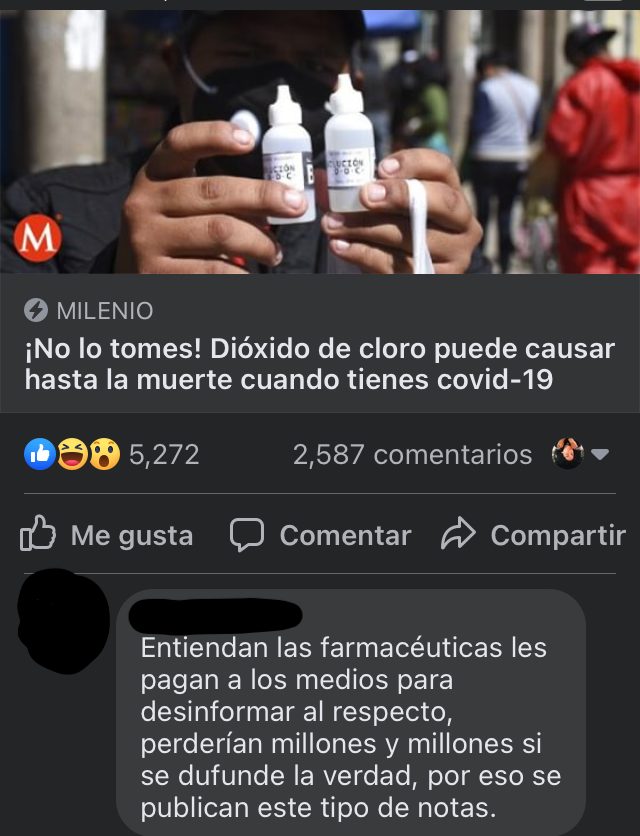 LUCIÓN
D·O·C·
LUCIÓN
D·O·C·
M
MILENIO
¡No lo tomes! Dióxido de cloro puede causar
hasta la muerte cuando tienes covid-19
5,272 2,587 comentarios
Me gusta Comentar Compartir
Entiendan las farmacéuticas les
pagan a los medios para
desinformar al respecto,
perderían millones y millones si
se dufunde la verdad, por eso se
publican este tipo de notas.